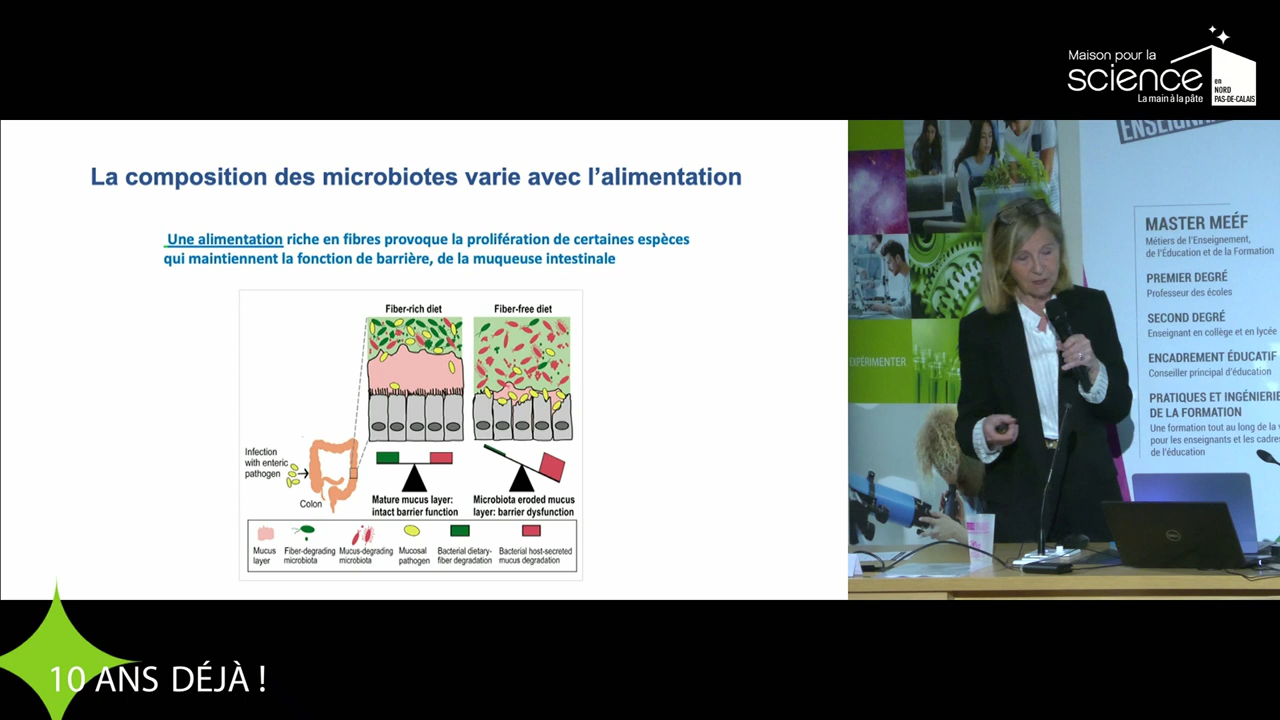 Maison pour la
science
en
NORD
PAS-DE-CALAIS
La main à la pâte
La composition des microbiotes varie avec l’alimentation
Une alimentation riche en fibres provoque la prolifération de certaines espèces
qui maintiennent la fonction de barrière, de la muqueuse intestinale
Fiber-rich diet
Fiber-free diet
Infection
with enteric
pathogen
Colon
Mature mucus layer:
intact barrier function
Microbiota eroded mucus
layer: barrier dysfunction
Mucus
layer
Fiber-degrading
microbiota
Mucus-degrading
microbiota
Mucosal
pathogen
Bacterial dietary-
fiber degradation
Bacterial host-secreted
mucus degradation
EXPÉRIMENTER
MASTER MEÉF
Métiers de l'Enseignement,
de l'Éducation et de la Formation
PREMIER DEGRÉ
Professeur des écoles
SECOND DEGRÉ
Enseignant en collège et en lycée
ENCADREMENT ÉDUCATIF
Conseiller principal d'éducation
PRATIQUES ET INGÉNIERIE
DE LA FORMATION
Une formation tout au long de la
pour les enseignants et les cadres
de l'éducation
DELL
10 ANS DÉJÀ !